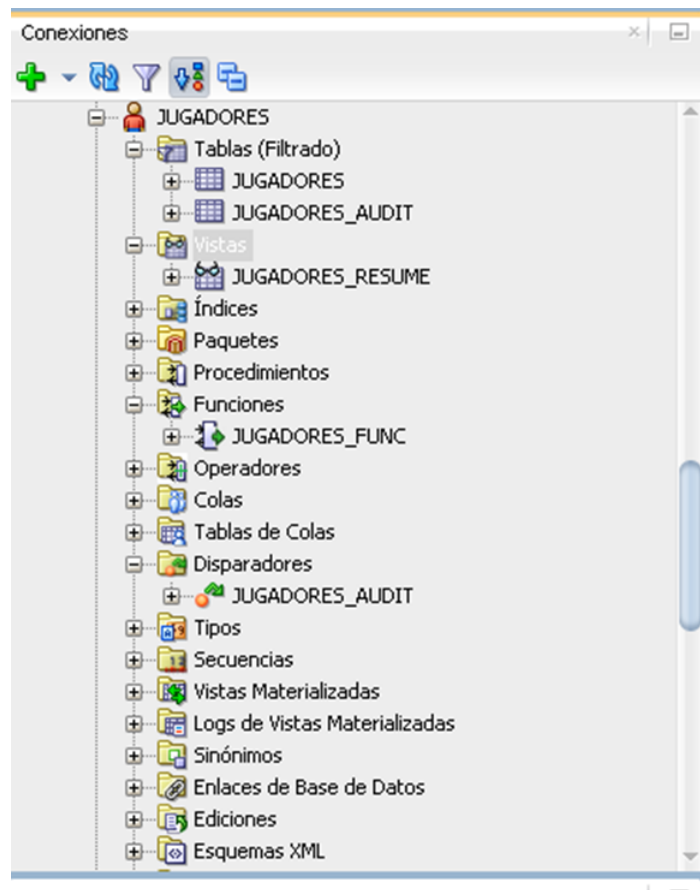 Conexiones
JUGADORES
Tablas (Filtrado)
JUGADORES
JUGADORES_AUDIT
Vistas
JUGADORES_RESUME
Índices
Paquetes
Procedimientos
Funciones
JUGADORES_FUNC
Operadores
Colas
Tablas de Colas
Disparadores
JUGADORES_AUDIT
Tipos
Secuencias
Vistas Materializadas
Logs de Vistas Materializadas
Sinónimos
Enlaces de Base de Datos
Ediciones
Esquemas XML